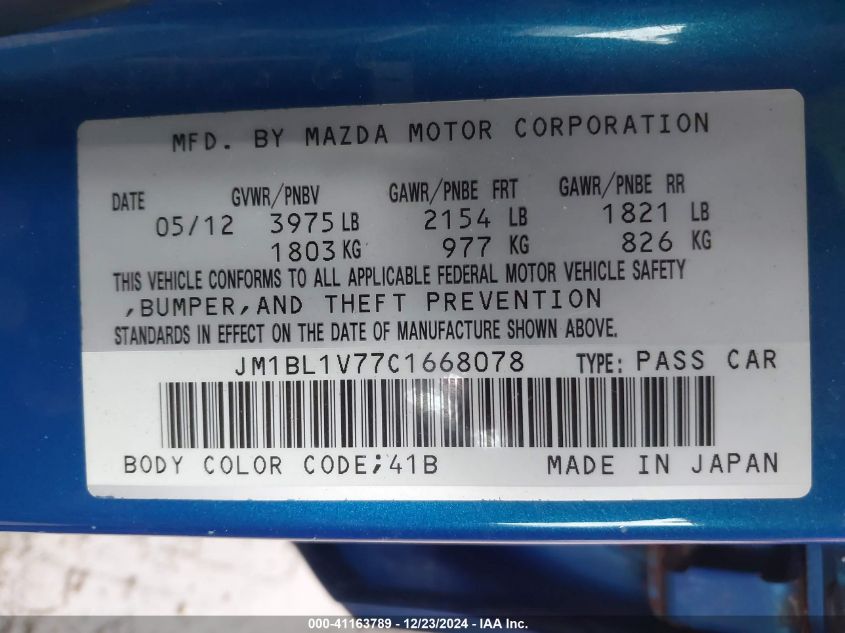 MFD. BY MAZDA MOTOR CORPORATION
DATE GVWR/PNBV GAWR/PNBE FRT GAWR/PNBE RR
05/12 3975 LB 2154 LB 1821 LB
1803 KG 977 KG 826 KG
THIS VEHICLE CONFORMS TO ALL APPLICABLE FEDERAL MOTOR VEHICLE SAFETY
,BUMPER,AND THEFT PREVENTION
STANDARDS IN EFFECT ON THE DATE OF MANUFACTURE SHOWN ABOVE.
JM1BL1V77C1668078 TYPE: PASS CAR
BODY COLOR CODE;41B MADE IN JAPAN
000-41163789 - 12/23/2024 - IAA Inc.